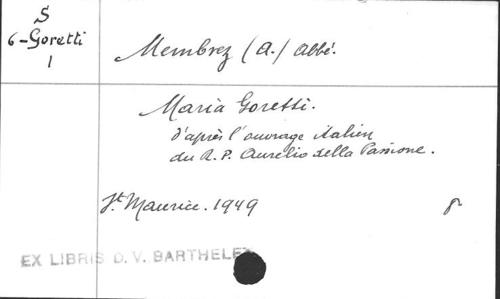 S
6-Goretti
1
Membrez (A.) Abbé.
Maria Goretti.
d'après l'ouvrage italien
du R. P. Aurelio della Passione.
St Maurice. 1949
8
EX LIBRIS D. V. BARTHELET